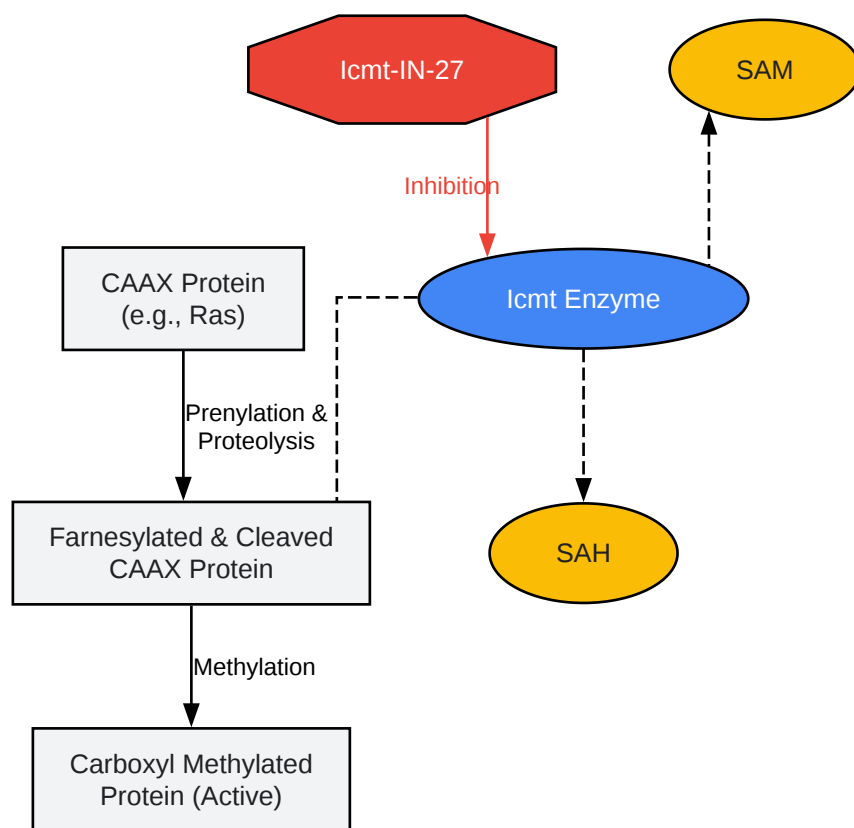 Icmt-IN-27
SAM
Inhibition
CAAX Protein
(e.g., Ras)
Icmt Enzyme
Prenylation &
Proteolysis
Farnesylated & Cleaved
CAAX Protein
SAH
Methylation
Carboxyl Methylated
Protein (Active)